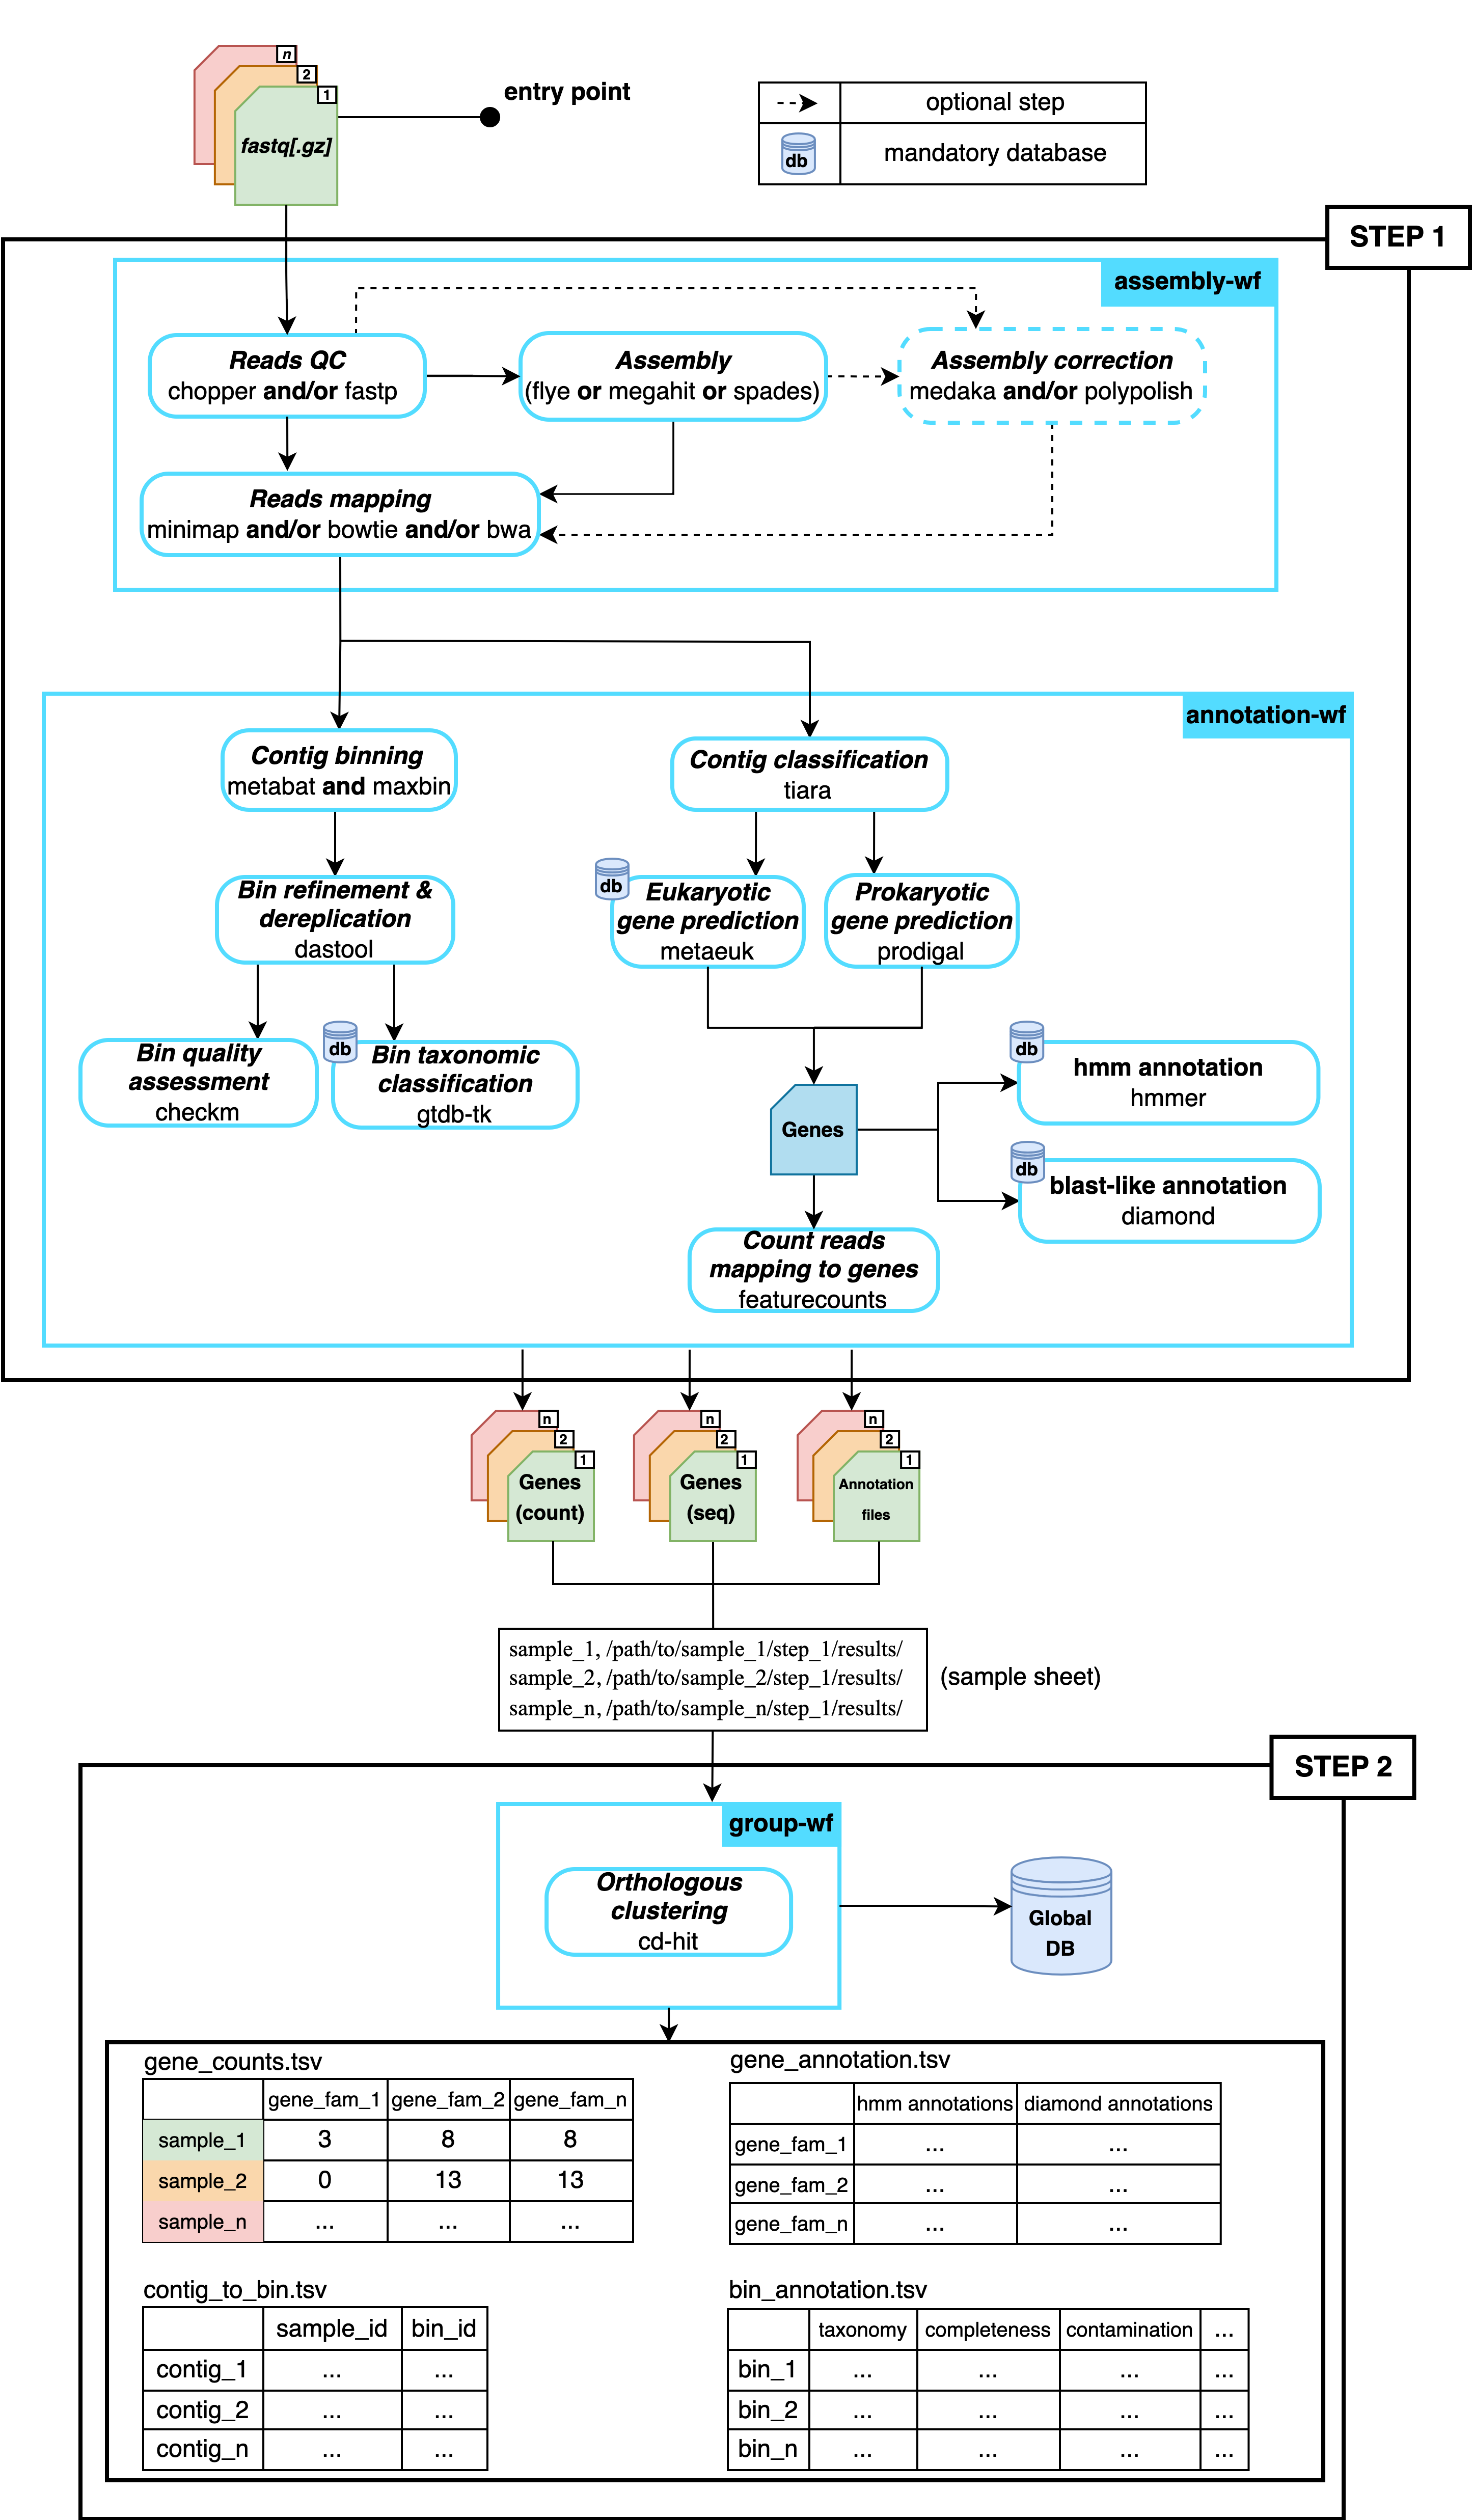 n
2
1
fastq[.gz]
entry point
optional step
db
mandatory database
STEP 1
assembly-wf
Reads QC
chopper and/or fastp
Assembly
(flye or megahit or spades)
Assembly correction
medaka and/or polypolish
Reads mapping
minimap and/or bowtie and/or bwa
annotation-wf
Contig binning
metabat and maxbin
Contig classification
tiara
Bin refinement &
dereplication
dastool
db
Eukaryotic
gene prediction
metaeuk
Prokaryotic
gene prediction
prodigal
Bin quality
assessment
checkm
db
Bin taxonomic
classification
gtdb-tk
Genes
db
hmm annotation
hmmer
db
blast-like annotation
diamond
Count reads
mapping to genes
featurecounts
n
2
1
Genes
(count)
n
2
1
Genes
(seq)
n
2
1
Annotation
files
sample_1, /path/to/sample_1/step_1/results/
sample_2, /path/to/sample_2/step_1/results/
sample_n, /path/to/sample_n/step_1/results/
(sample sheet)
STEP 2
group-wf
Orthologous
clustering
cd-hit
Global
DB
gene_counts.tsv
gene_fam_1 gene_fam_2 gene_fam_n
sample_1 3 8 8
sample_2 0 13 13
sample_n ... ... ...
gene_annotation.tsv
hmm annotations diamond annotations
gene_fam_1 ... ...
gene_fam_2 ... ...
gene_fam_n ... ...
contig_to_bin.tsv
sample_id bin_id
contig_1 ... ...
contig_2 ... ...
contig_n ... ...
bin_annotation.tsv
taxonomy completeness contamination ...
bin_1 ... ... ... ...
bin_2 ... ... ... ...
bin_n ... ... ... ...